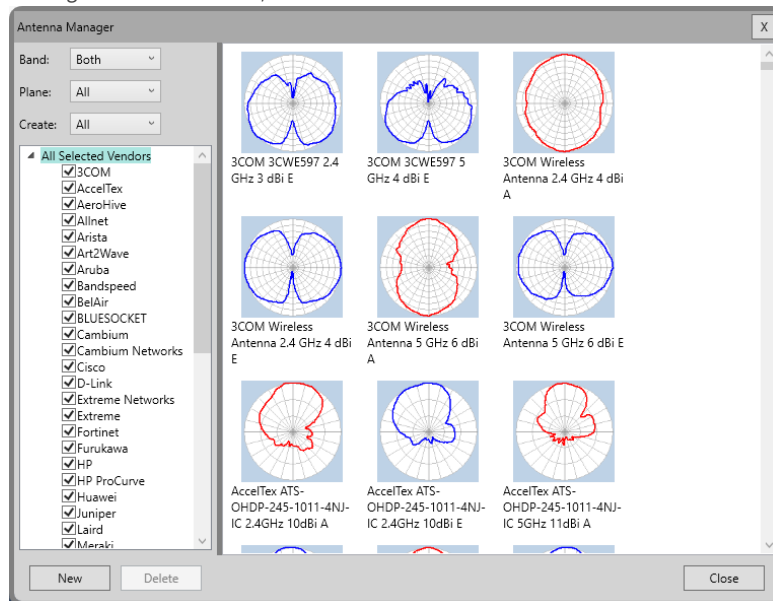 Antenna Manager
X
Band:
Both
Plane:
All
Create:
All
All Selected Vendors
3COM
AccelTex
AeroHive
Allnet
Arista
Art2Wave
Aruba
Bandspeed
BelAir
BLUESOCKET
Cambium
Cambium Networks
Cisco
D-Link
Extreme Networks
Extreme
Fortinet
Furukawa
HP
HP ProCurve
Huawei
Juniper
Laird
Meraki
3COM 3CWE597 2.4
GHz 3 dBi E
3COM 3CWE597 5
GHz 4 dBi E
3COM Wireless
Antenna 2.4 GHz 4 dBi
A
3COM Wireless
Antenna 2.4 GHz 4 dBi
E
3COM Wireless
Antenna 5 GHz 6 dBi
A
3COM Wireless
Antenna 5 GHz 6 dBi E
AccelTex ATS-
OHDP-245-1011-4NJ-
IC 2.4GHz 10dBi A
AccelTex ATS-
OHDP-245-1011-4NJ-
IC 2.4GHz 10dBi E
AccelTex ATS-
OHDP-245-1011-4NJ-
IC 5GHz 11dBi A
New
Delete
Close